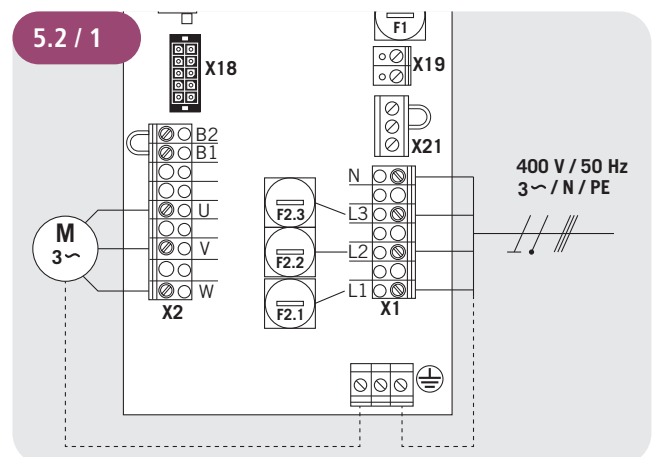 5.2 / 1
F1
X18
X19
B2
B1
X21
400 V / 50 Hz
3~ / N / PE
N
U
F2.3
L3
M
3~
V
F2.2
L2
W
F2.1
L1
X2
X1